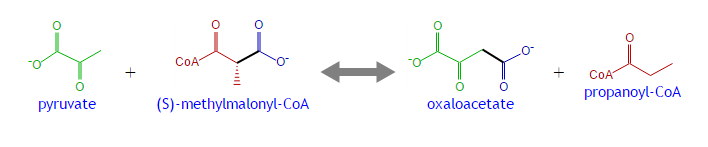 O O O O O
⁻O O⁻ ⁻O O⁻ O
CoA CoA
O O O
+ +
pyruvate (S)-methylmalonyl-CoA oxaloacetate propanoyl-CoA